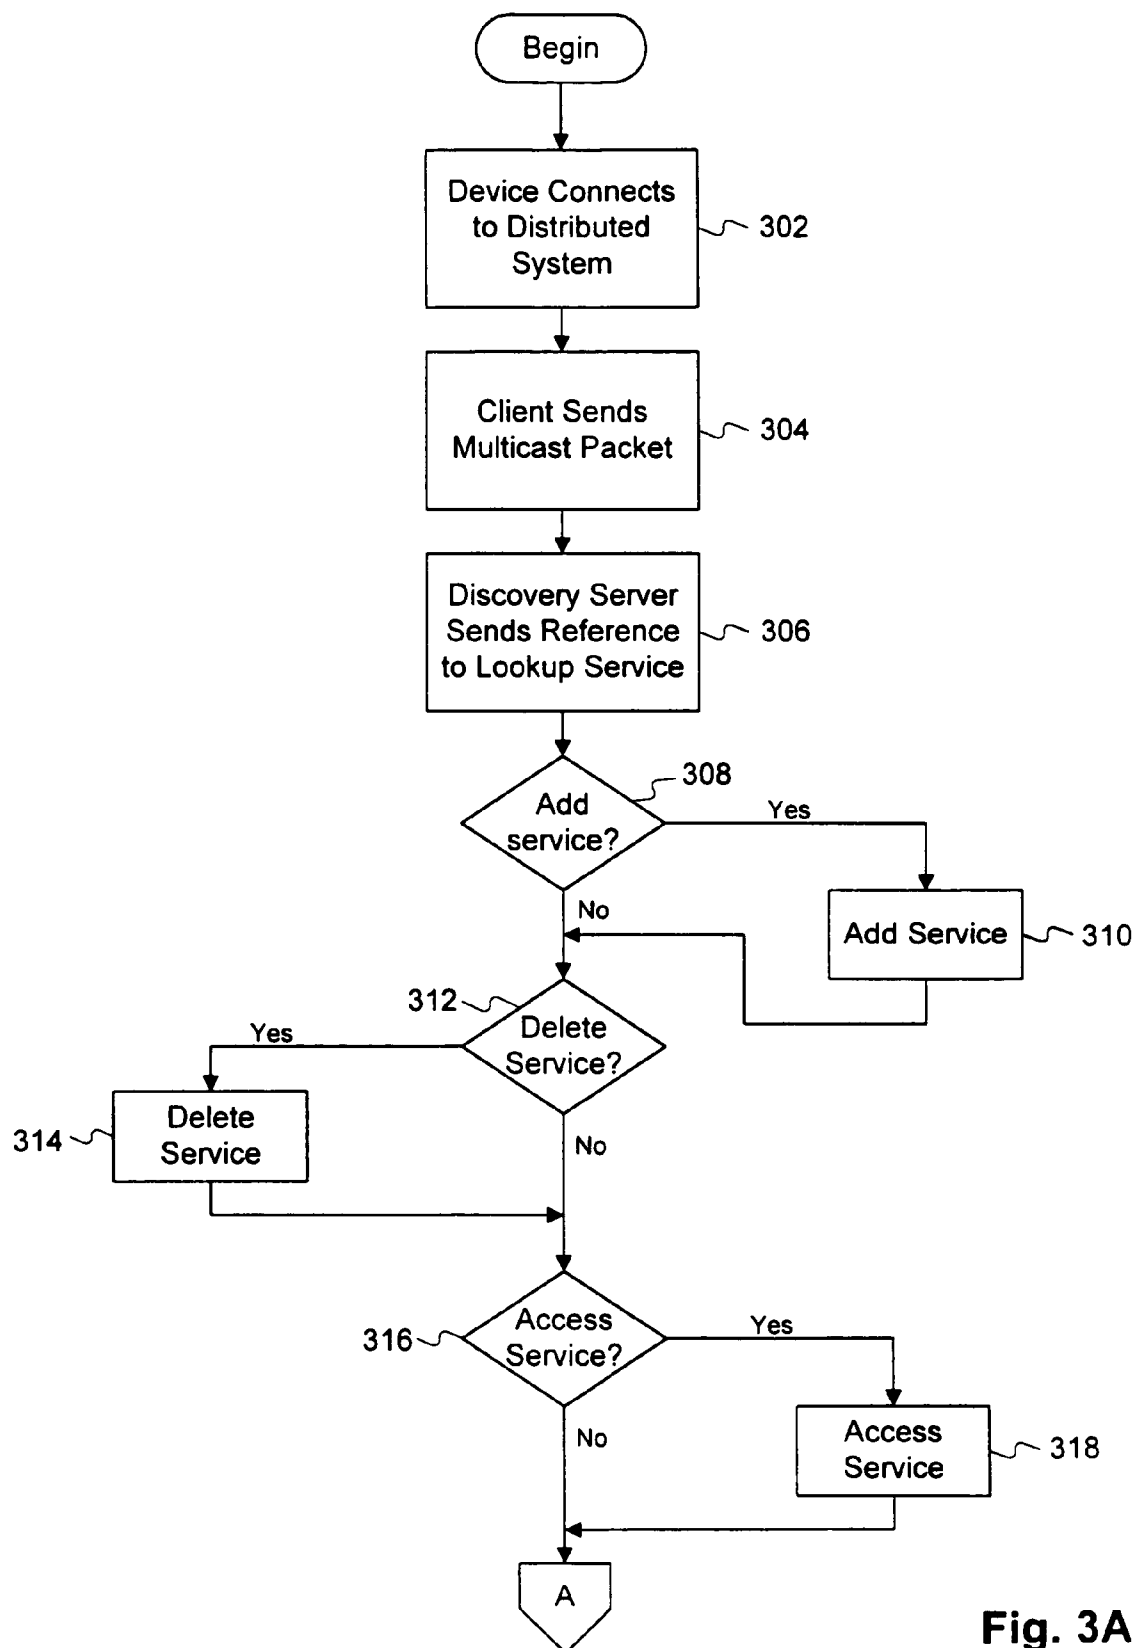 Begin
Device Connects
to Distributed
System
302
Client Sends
Multicast Packet
304
Discovery Server
Sends Reference
to Lookup Service
306
308
Add
service?
Yes
No
Add Service
310
312
Delete
Service?
Yes
Delete
Service
314
No
Access
Service?
316
Yes
No
Access
Service
318
A
Fig. 3A